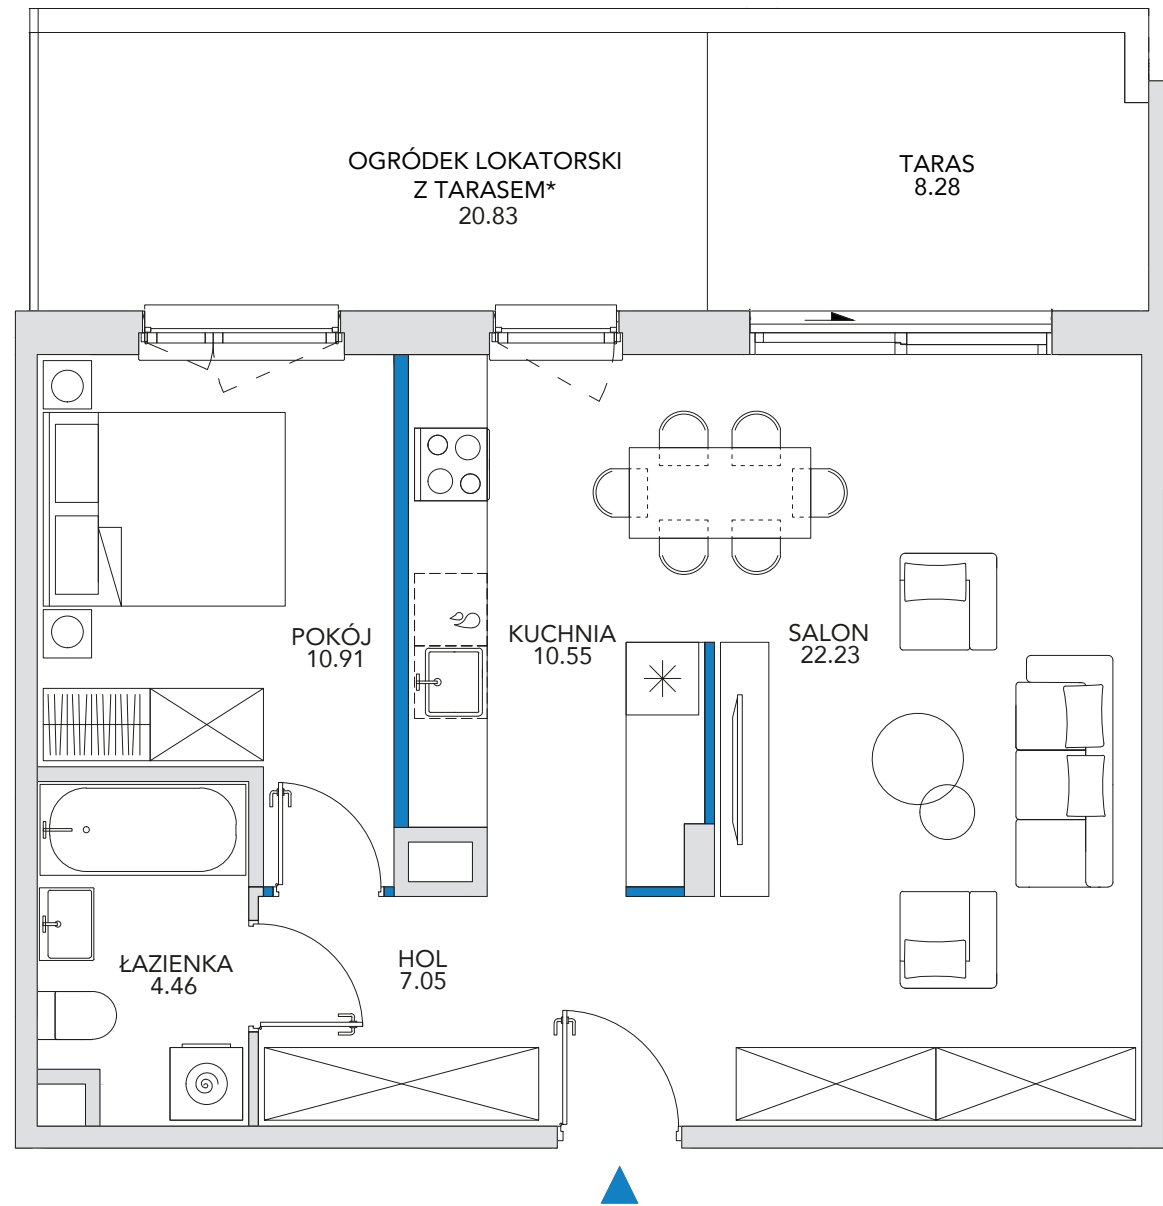 OGRÓDEK LOKATORSKI
Z TARASEM*
20.83
TARAS
8.28
POKÓJ
10.91
KUCHNIA
10.55
SALON
22.23
ŁAZIENKA
4.46
HOL
7.05